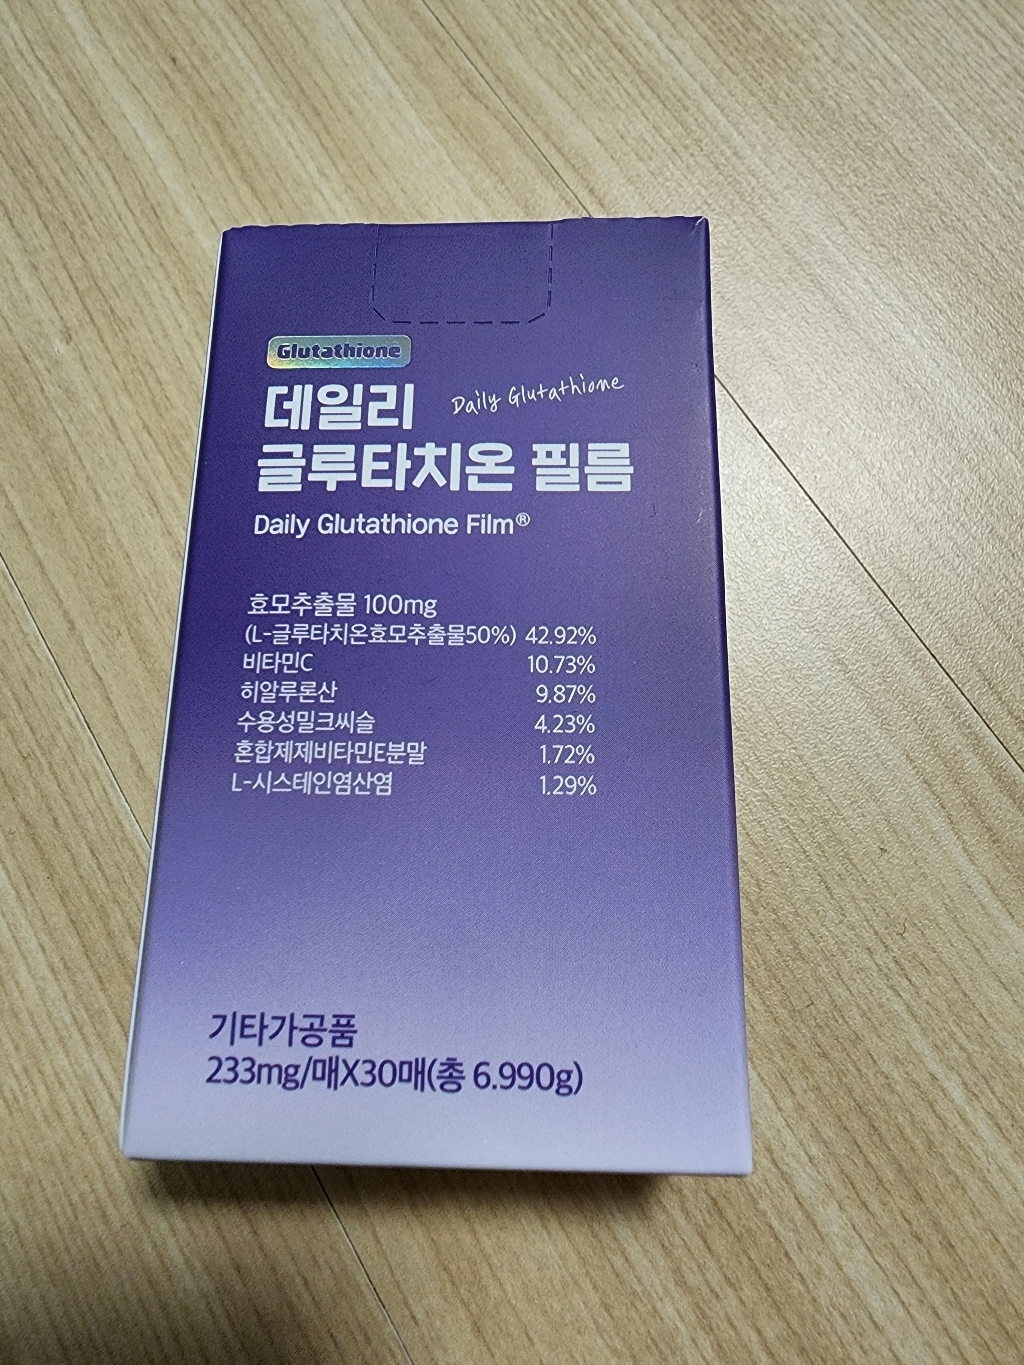 Glutathione
데일리
Daily Glutathione
글루타치온 필름
Daily Glutathione Film®
효모추출물 100mg
(L-글루타치온효모추출물50%) 42.92%
비타민C 10.73%
히알루론산 9.87%
수용성밀크씨슬 4.23%
혼합제제비타민E분말 1.72%
L-시스테인염산염 1.29%
기타가공품
233mg/매X30매(총 6.990g)